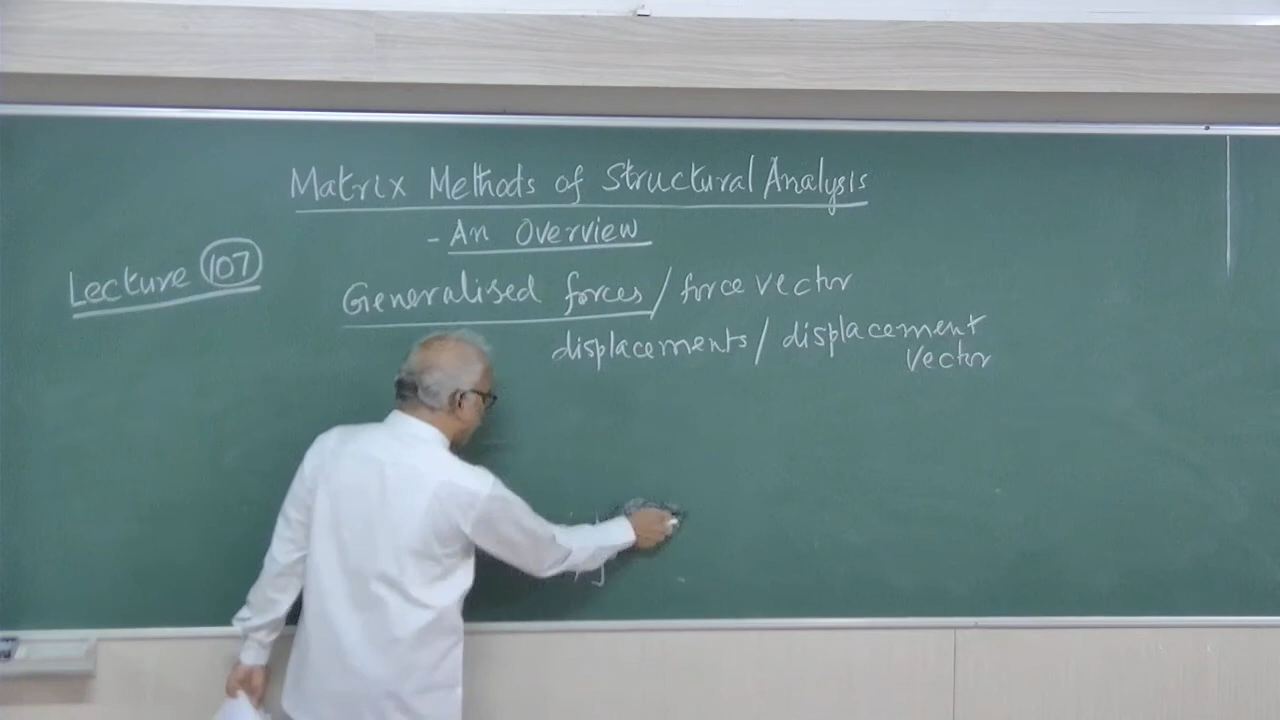 Matrix Methods of Structural Analysis
- An Overview
Lecture 107
Generalised forces / force vector
displacements / displacement
vector